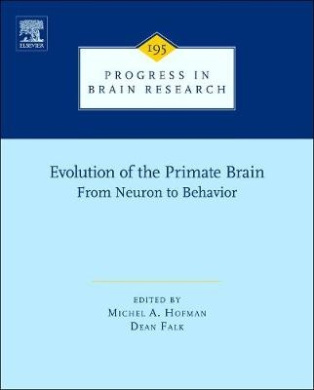 195
ELSEVIER
PROGRESS IN
BRAIN RESEARCH
Evolution of the Primate Brain
From Neuron to Behavior
EDITED BY
MICHEL A. HOFMAN
DEAN FALK